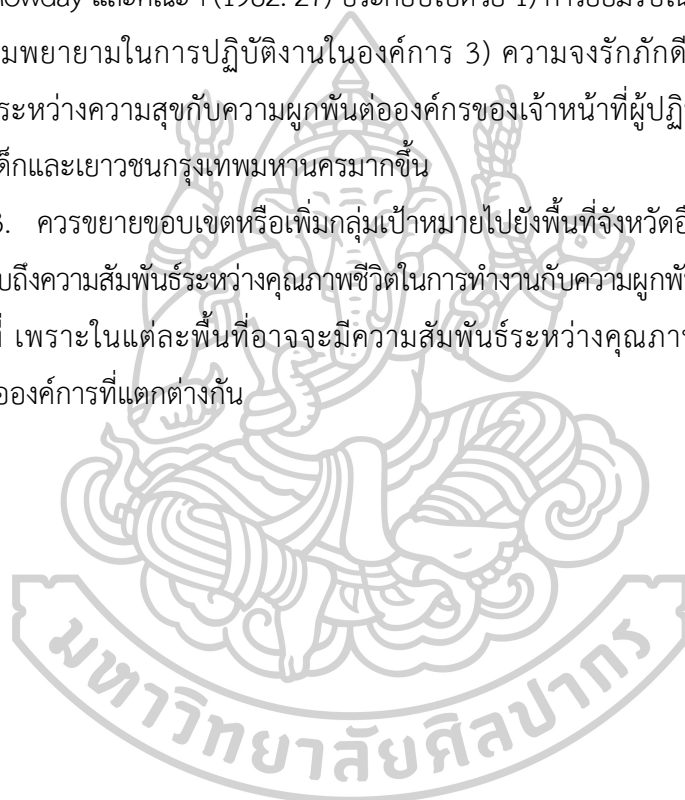 และคณะ ๆ (1982: 27) ประกอบไปด้วย 1) การยอมรับ
มพยายามในการปฏิบัติงานในองค์การ 3) ความจงรักภักดี
ระหว่างความสุขกับความผูกพันต่อองค์กรของเจ้าหน้าที่ผู้ปฏิ
ด็กและเยาวชนกรุงเทพมหานครมากขึ้น
3. ควรขยายขอบเขตหรือเพิ่มกลุ่มเป้าหมายไปยังพื้นที่จังหวัดอื
บถึงความสัมพันธ์ระหว่างคุณภาพชีวิตในการทำงานกับความผูกพั
ที่ เพราะในแต่ละพื้นที่อาจจะมีความสัมพันธ์ระหว่างคุณภา
อองค์การที่แตกต่างกัน
มหาวิทยาลัยศิลปากร